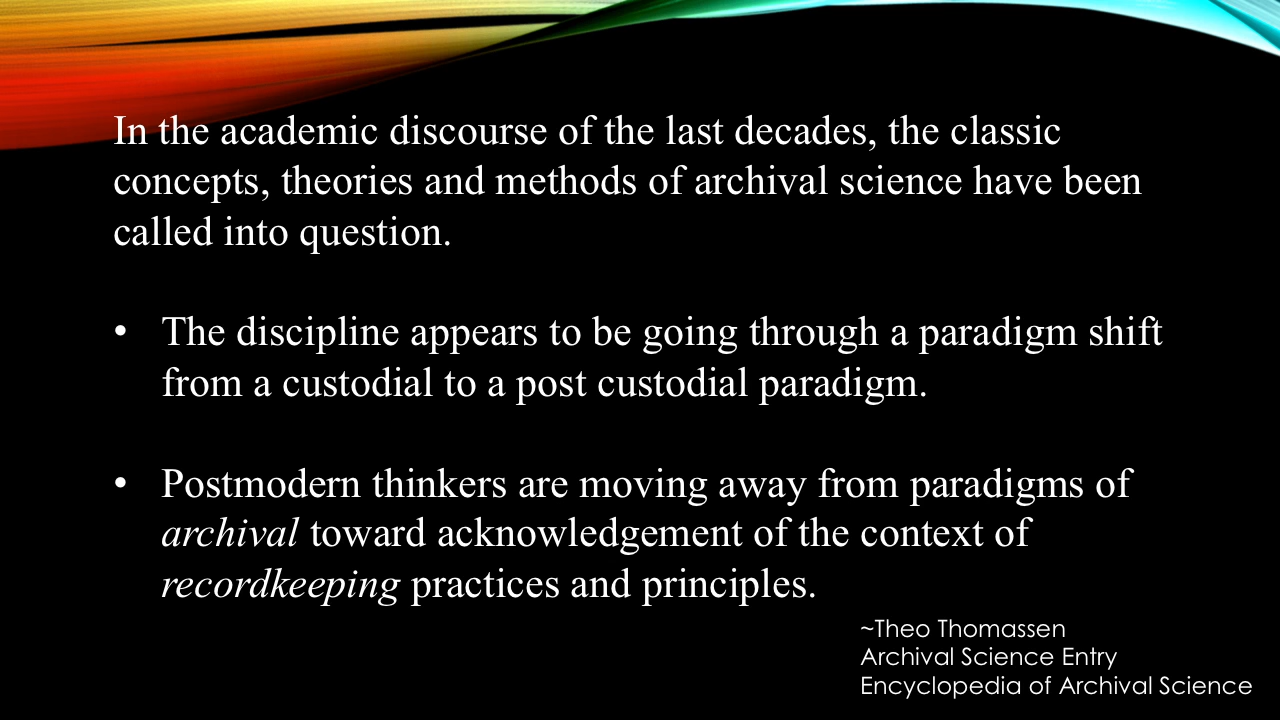 In the academic discourse of the last decades, the classic
concepts, theories and methods of archival science have been
called into question.
• The discipline appears to be going through a paradigm shift
from a custodial to a post custodial paradigm.
• Postmodern thinkers are moving away from paradigms of
archival toward acknowledgement of the context of
recordkeeping practices and principles.
~Theo Thomassen
Archival Science Entry
Encyclopedia of Archival Science